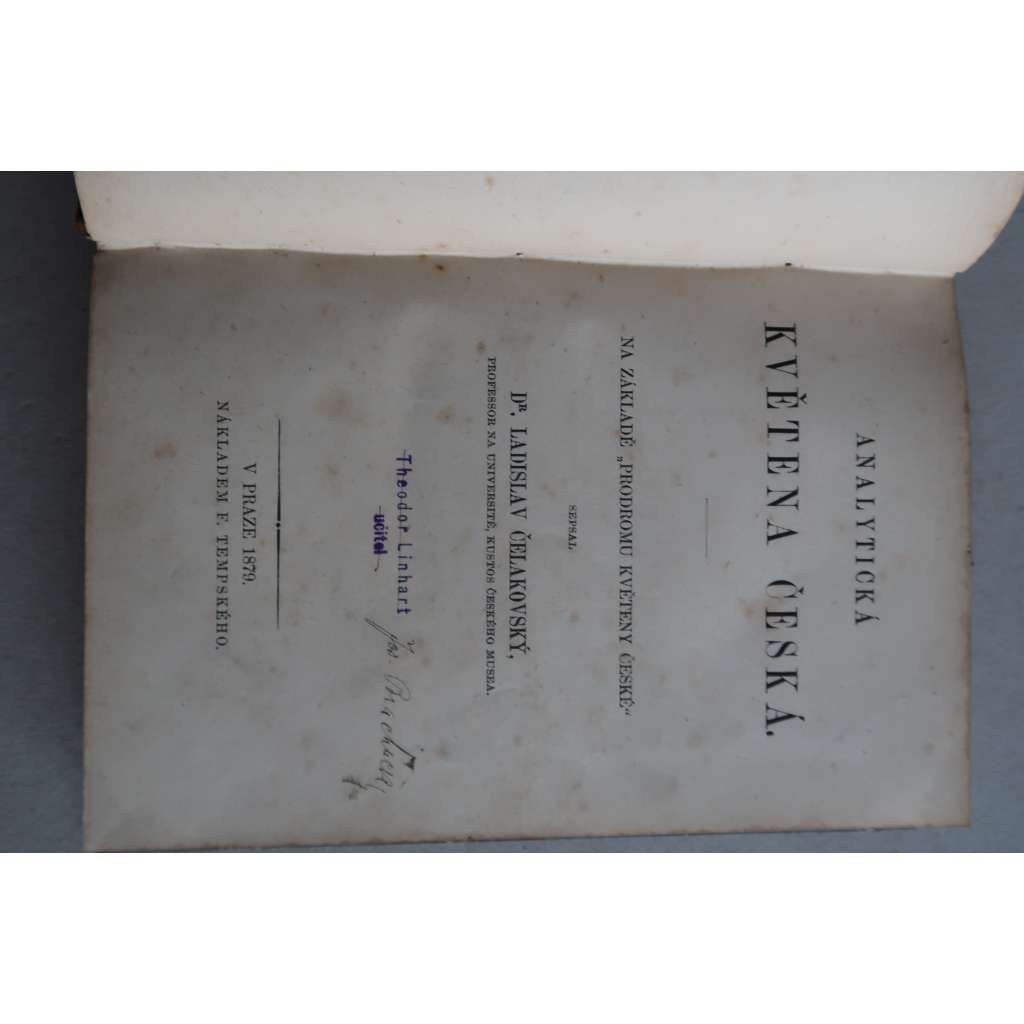 ANALYTICKÁ
KVĚTENA ČESKÁ.
NA ZÁKLADĚ „PRODROMU KVĚTENY ČESKÉ“
SEPSAL
DR. LADISLAV ČELAKOVSKÝ,
PROFESSOR NA UNIVERSITĚ, KUSTOS ČESKÉHO MUSEA.
Theodor Linhart
-učitel-
V PRAZE 1879.
NÁKLADEM F. TEMPSKÉHO.